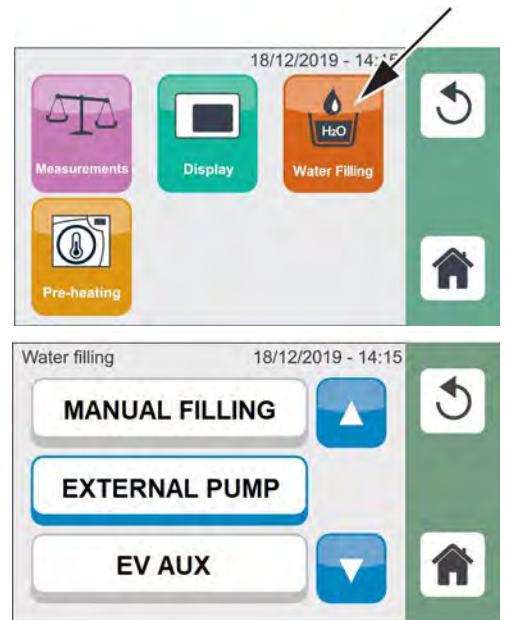 18/12/2019 - 14:15
H2O
Measurements
Display
Water Filling
Pre-heating
Water filling
18/12/2019 - 14:15
MANUAL FILLING
EXTERNAL PUMP
EV AUX